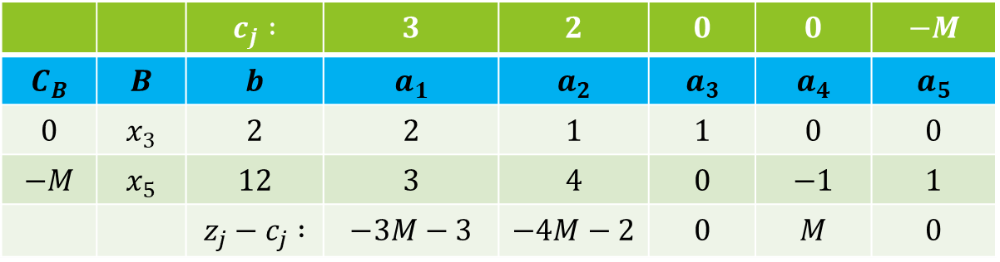 c_j : 3 2 0 0 −M
C_B B b a_1 a_2 a_3 a_4 a_5
0 x_3 2 2 1 1 0 0
−M x_5 12 3 4 0 −1 1
z_j − c_j : −3M − 3 −4M − 2 0 M 0